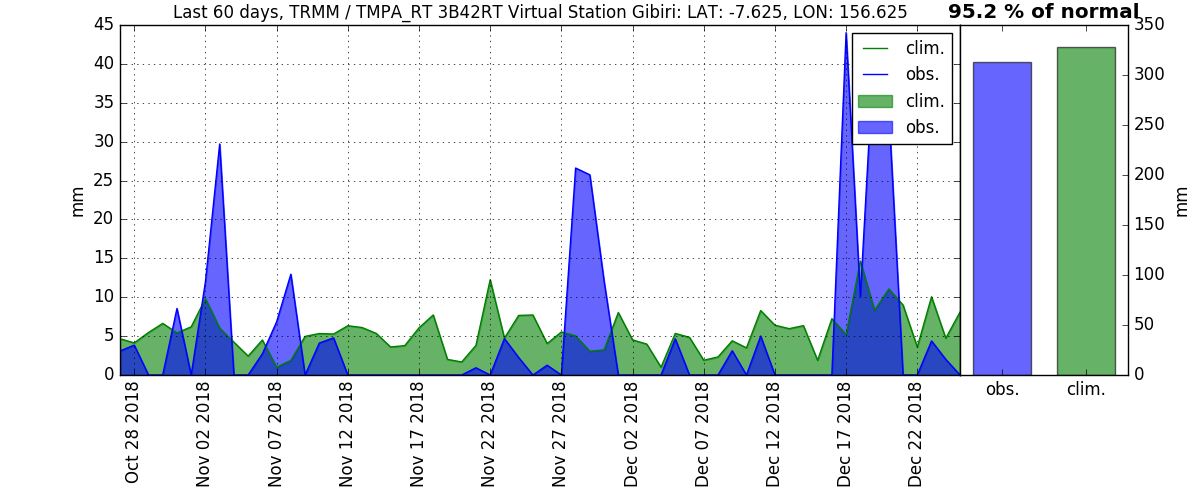 Last 60 days, TRMM / TMPA_RT 3B42RT Virtual Station Gibiri: LAT: -7.625, LON: 156.625
95.2 % of normal
45
40
35
30
25
20
15
10
5
0
mm
clim.
obs.
clim.
obs.
350
300
250
200
150
100
50
0
mm
obs.
clim.
Oct 28 2018
Nov 02 2018
Nov 07 2018
Nov 12 2018
Nov 17 2018
Nov 22 2018
Nov 27 2018
Dec 02 2018
Dec 07 2018
Dec 12 2018
Dec 17 2018
Dec 22 2018